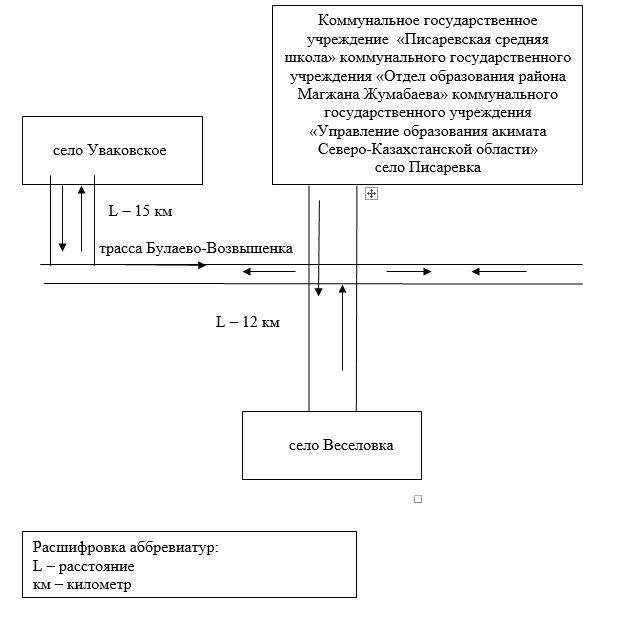 Коммунальное государственное
учреждение «Писаревская средняя
школа» коммунального государственного
учреждения «Отдел образования района
Магжана Жумабаева» коммунального
государственного учреждения
«Управление образования акимата
Северо-Казахстанской области»
село Писаревка
село Уваковское
L – 15 км
трасса Булаево-Возвышенка
L – 12 км
село Веселовка
Расшифровка аббревиатур:
L – расстояние
км – километр